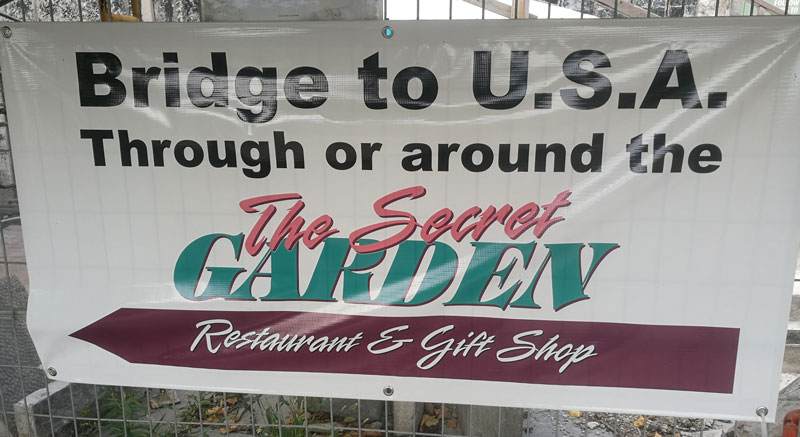 Bridge to U.S.A.
Through or around the
The Secret
GARDEN
Restaurant & Gift Shop